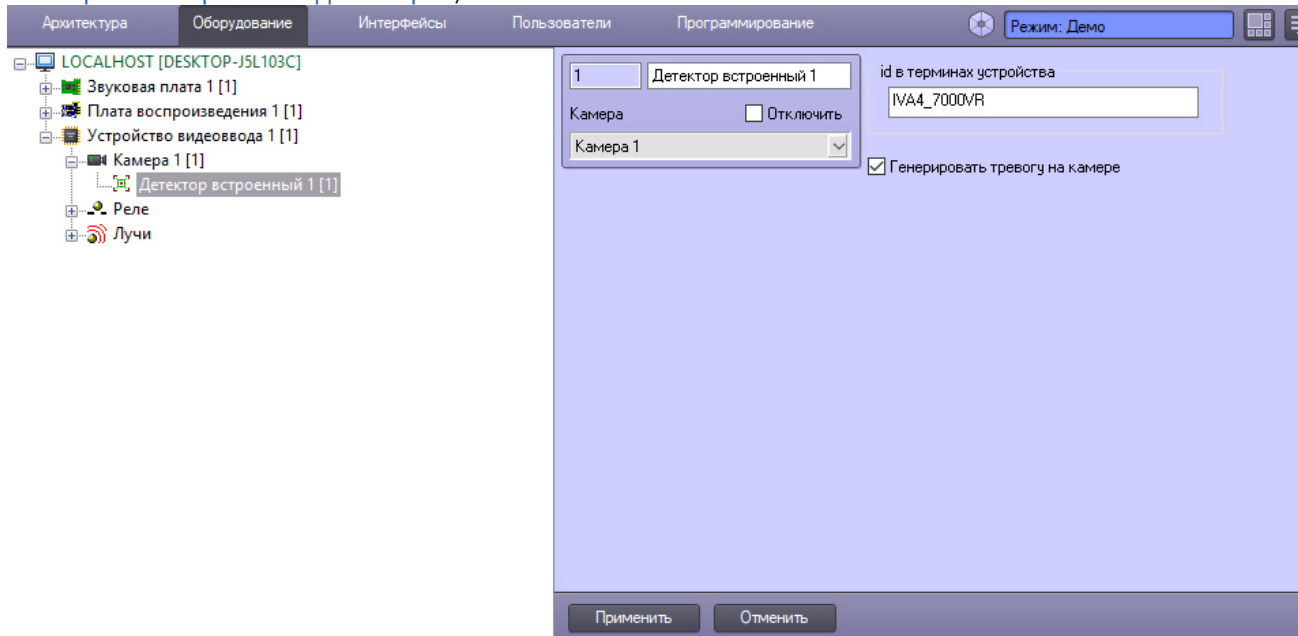 Архитектура Оборудование Интерфейсы Пользователи Программирование Режим: Демо
LOCALHOST [DESKTOP-J5L103C]
Звуковая плата 1 [1]
Плата воспроизведения 1 [1]
Устройство видеоввода 1 [1]
Камера 1 [1]
Детектор встроенный 1 [1]
Реле
Лучи
1 Детектор встроенный 1
Камера Отключить
Камера 1
id в терминах устройства
IVA4_7000VR
Генерировать тревогу на камере
Применить Отменить